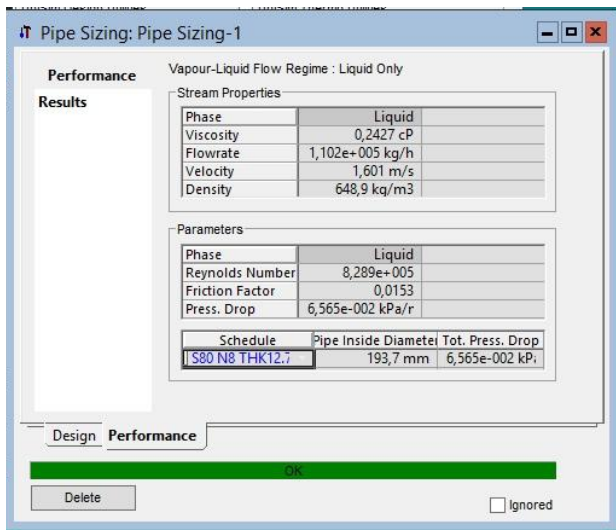 Pipe Sizing: Pipe Sizing-1
Performance
Results
Vapour-Liquid Flow Regime : Liquid Only
Stream Properties
Phase Liquid
Viscosity 0,2427 cP
Flowrate 1,102e+005 kg/h
Velocity 1,601 m/s
Density 648,9 kg/m3
Parameters
Phase Liquid
Reynolds Number 8,289e+005
Friction Factor 0,0153
Press. Drop 6,565e-002 kPa/r
Schedule Pipe Inside Diamete Tot. Press. Drop
S80 N8 THK12.7 193,7 mm 6,565e-002 kPa
Design Performance
OK
Delete
Ignored